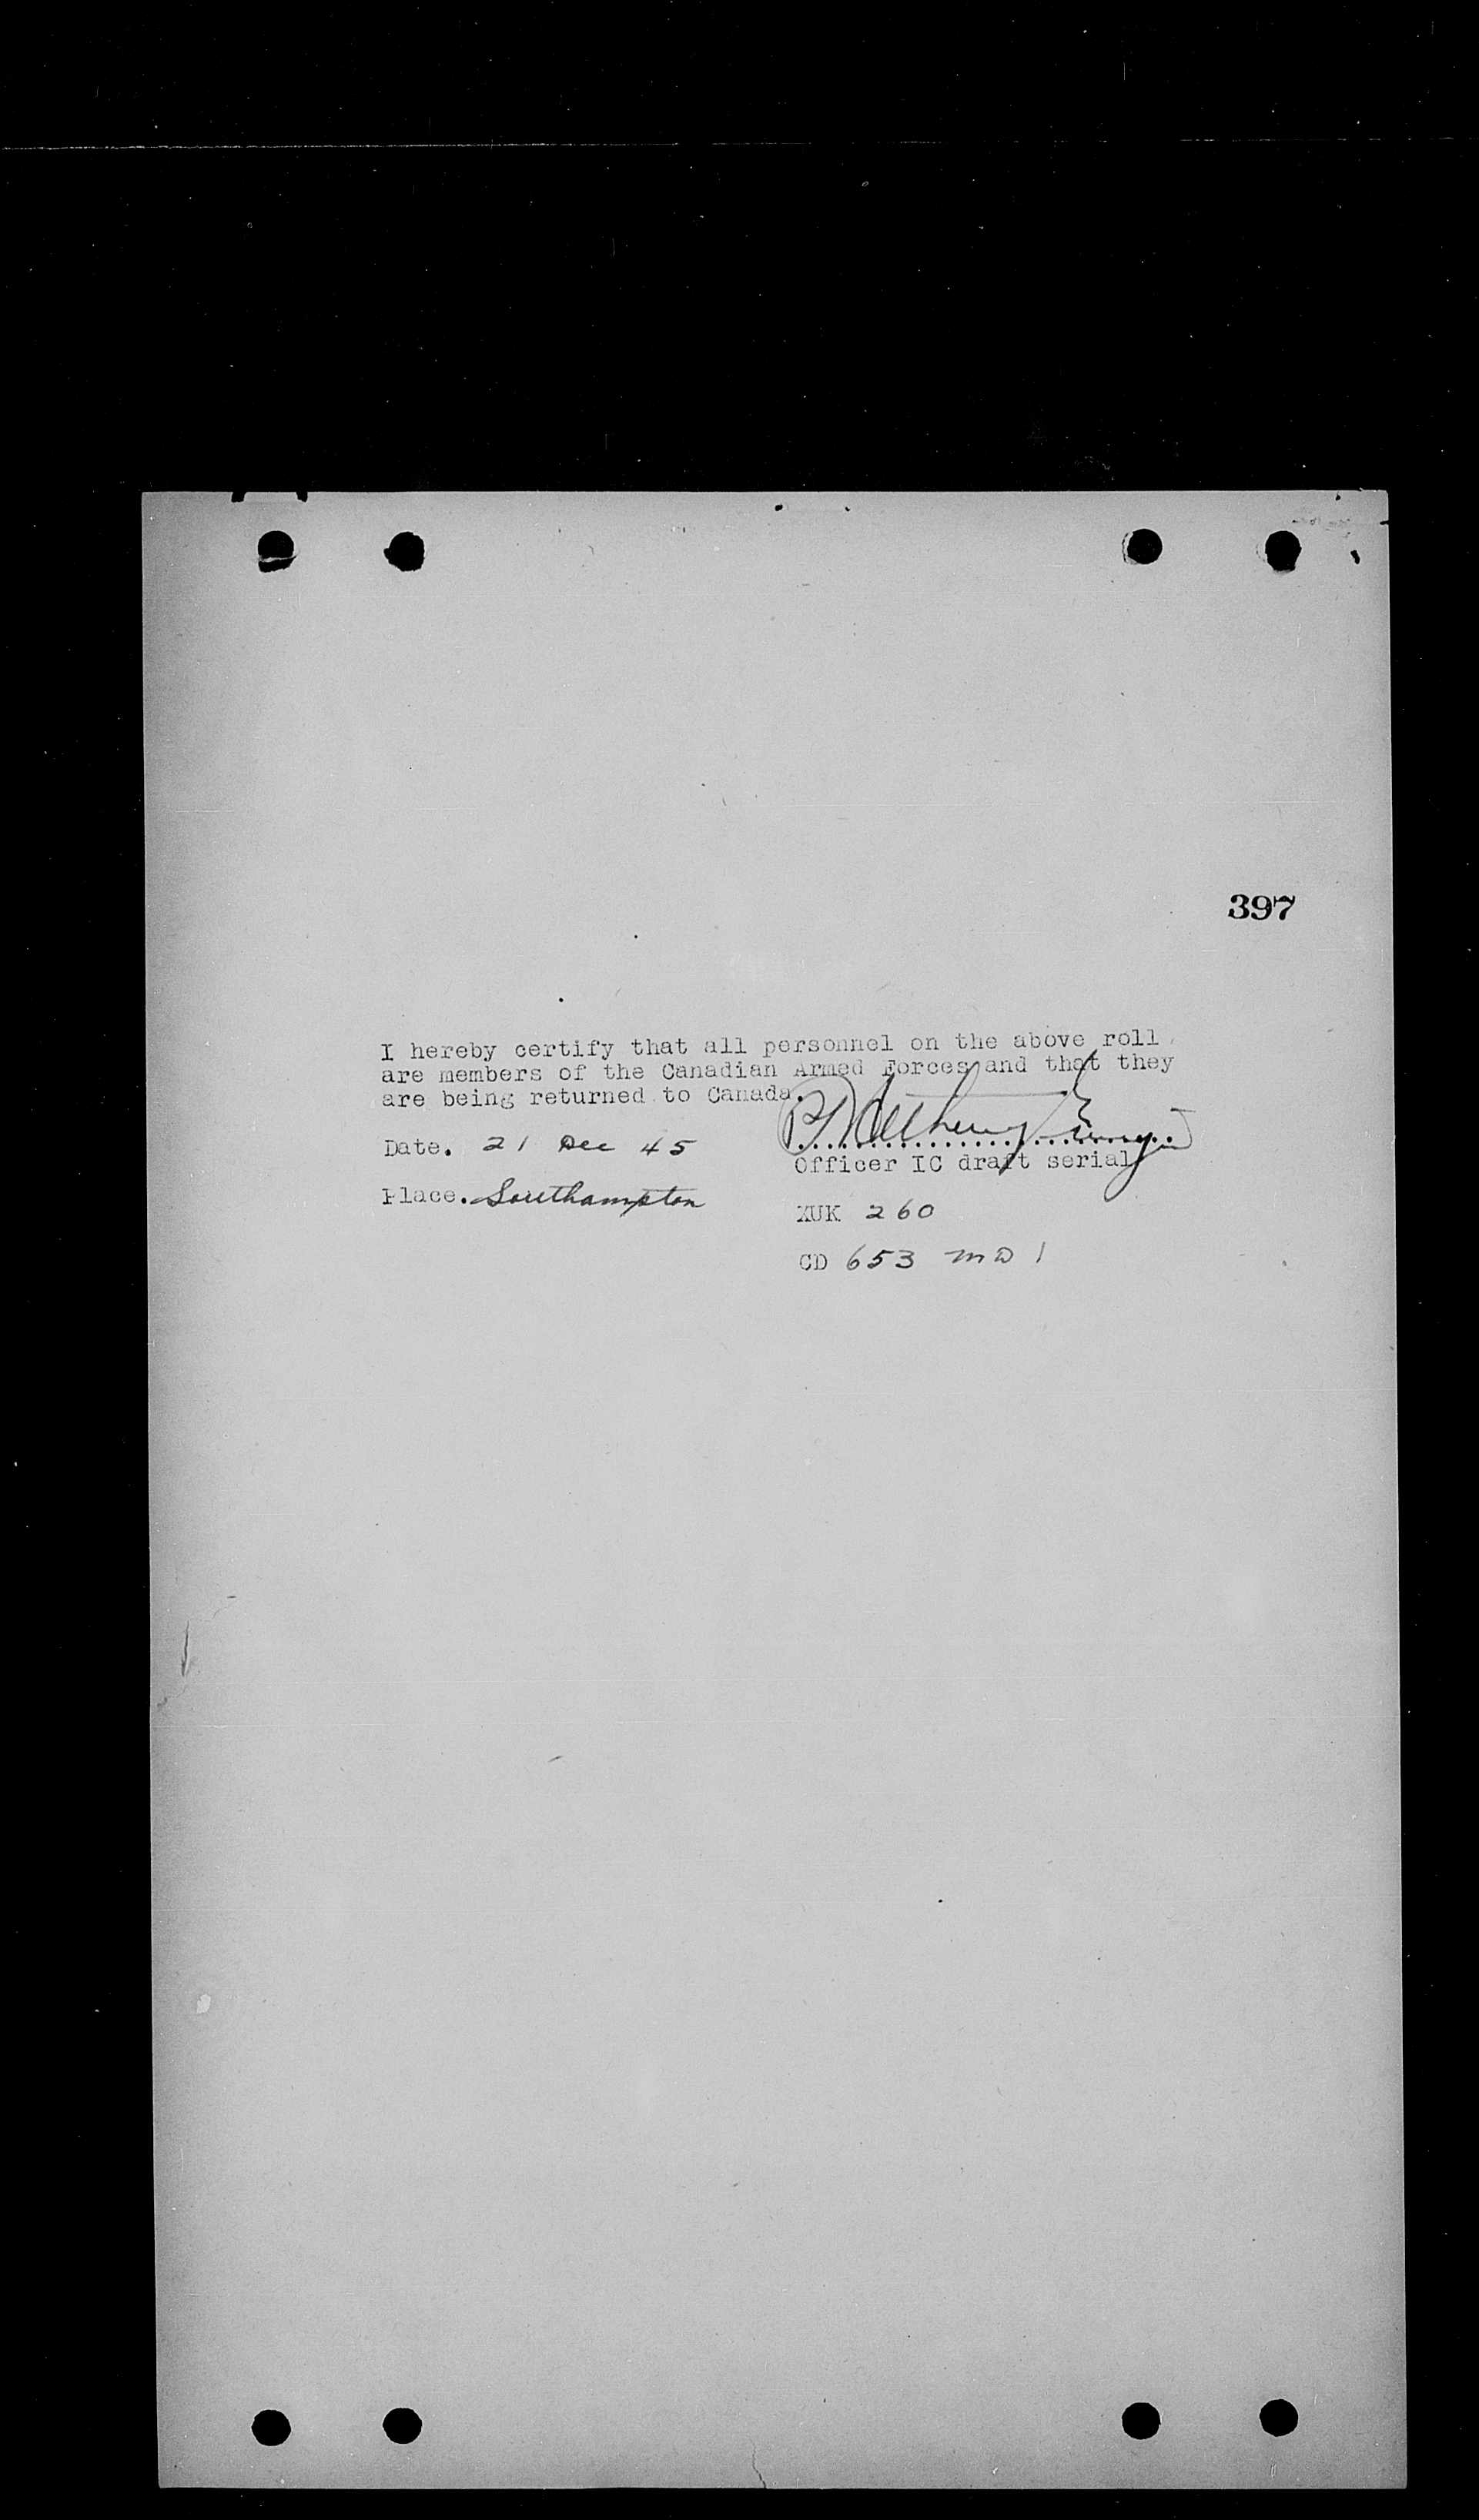 397
I hereby certify that all personnel on the above roll
are members of the Canadian Armed Forces and that they
are being returned to Canada.
Date. 21 Dec 45
Officer IC draft serial
Place. Southampton
XUK 260
CD 653 MD 1